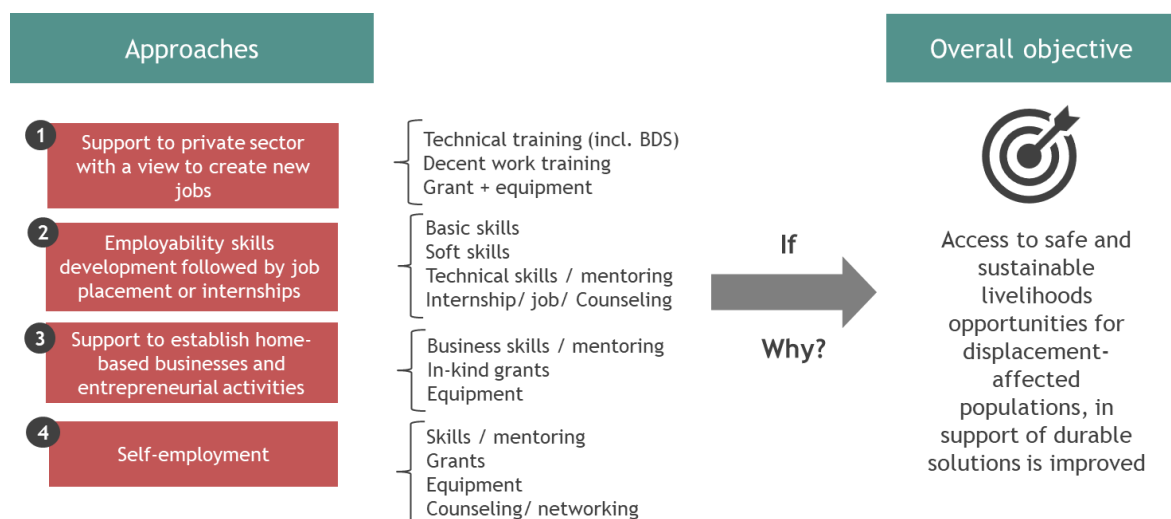 Approaches
Overall objective
1
Support to private sector
with a view to create new
jobs
Technical training (incl. BDS)
Decent work training
Grant + equipment
2
Employability skills
development followed by job
placement or internships
Basic skills
Soft skills
Technical skills / mentoring
Internship/ job/ Counseling
3
Support to establish home-
based businesses and
entrepreneurial activities
Business skills / mentoring
In-kind grants
Equipment
4
Self-employment
Skills / mentoring
Grants
Equipment
Counseling/ networking
If
Why?
Access to safe and
sustainable
livelihoods
opportunities for
displacement-
affected
populations, in
support of durable
solutions is improved